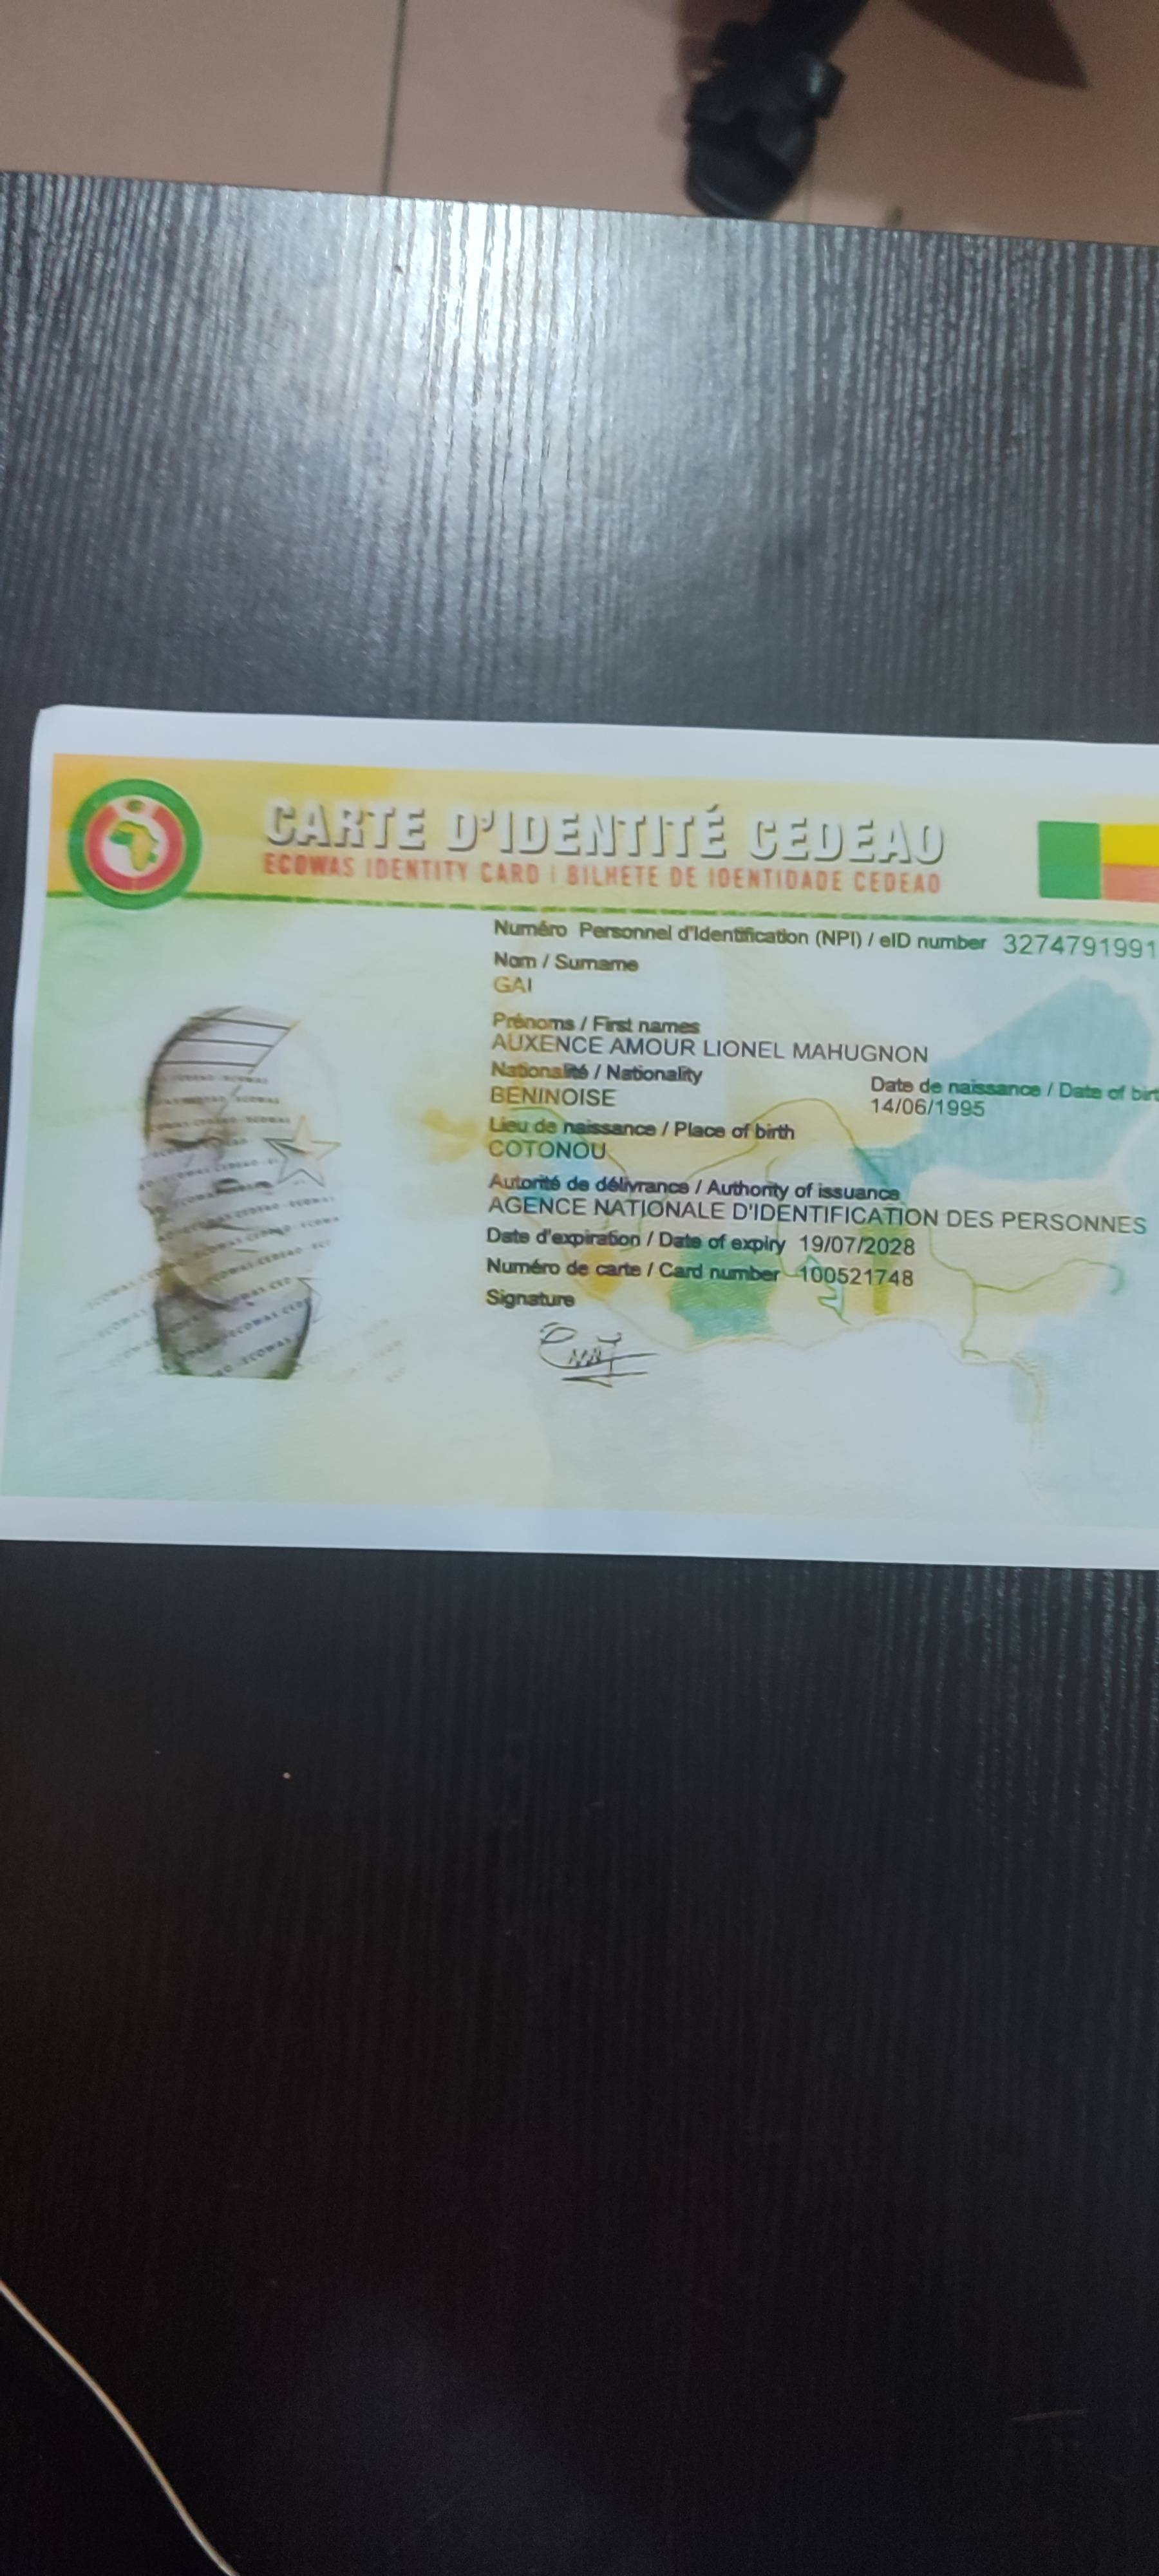 CARTE D'IDENTITÉ CEDEAO
ECOWAS IDENTITY CARD | BILHETE DE IDENTIDADE CEDEAO
Numéro Personnel d'Identification (NPI) / eID number 3274791991
Nom / Surname
GAI
Prénoms / First names
AUXENCE AMOUR LIONEL MAHUGNON
Nationalité / Nationality
BENINOISE
Date de naissance / Date of birt
14/06/1995
Lieu de naissance / Place of birth
COTONOU
Autorité de délivrance / Authority of issuance
AGENCE NATIONALE D'IDENTIFICATION DES PERSONNES
Date d'expiration / Date of expiry 19/07/2028
Numéro de carte / Card number 100521748
Signature